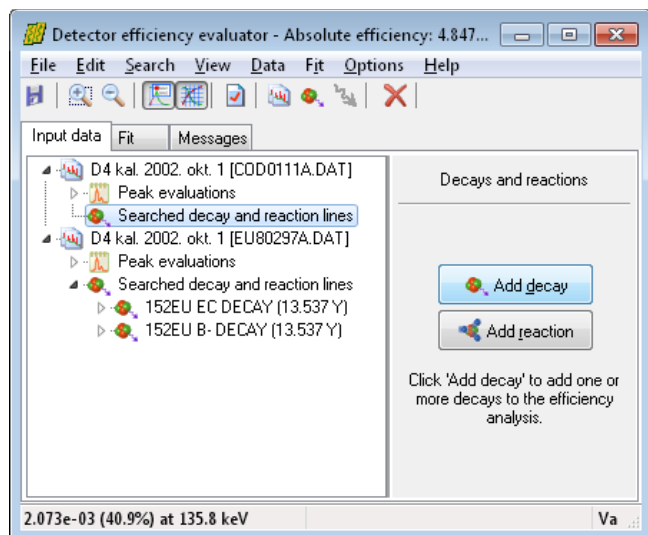 Detector efficiency evaluator - Absolute efficiency: 4.847...
File Edit Search View Data Fit Options Help
Input data Fit Messages
D4 kal. 2002. okt. 1 [COD0111A.DAT]
Peak evaluations
Searched decay and reaction lines
D4 kal. 2002. okt. 1 [EU80297A.DAT]
Peak evaluations
Searched decay and reaction lines
152EU EC DECAY (13.537 Y)
152EU B- DECAY (13.537 Y)
Decays and reactions
Add decay
Add reaction
Click 'Add decay' to add one or
more decays to the efficiency
analysis.
2.073e-03 (40.9%) at 135.8 keV Va